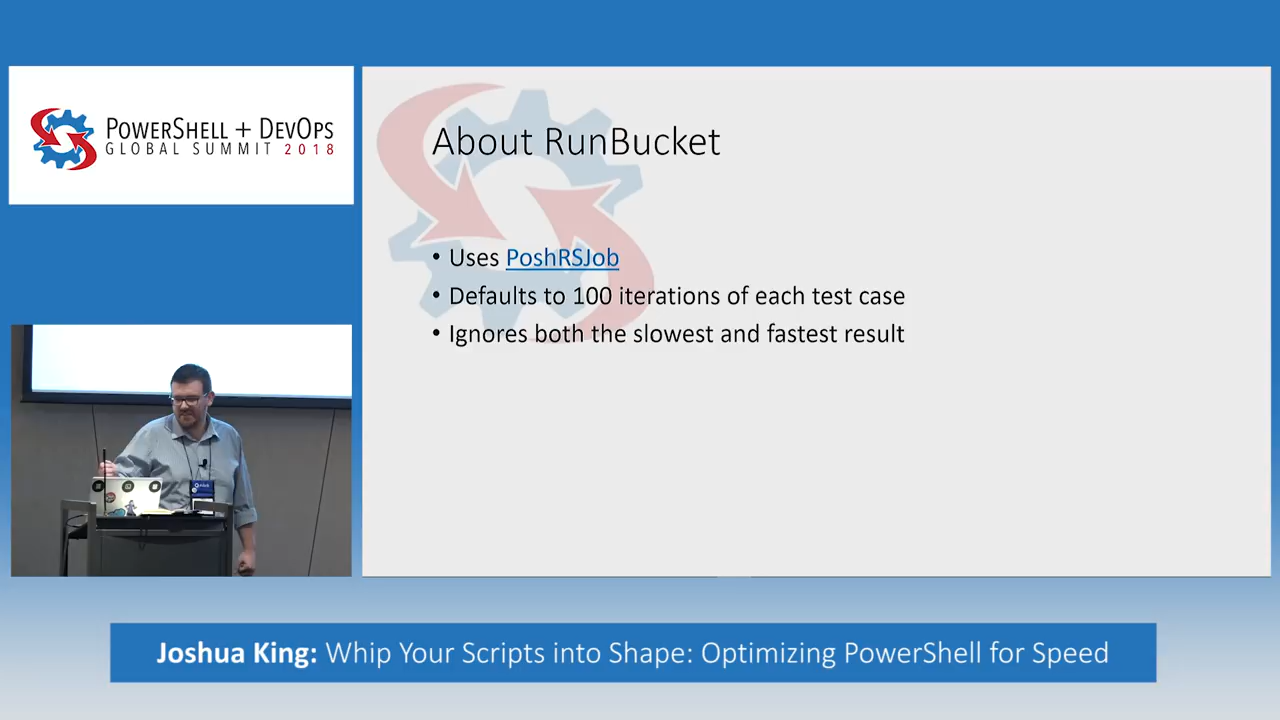 POWERSHELL + DEVOPS
GLOBAL SUMMIT 2018
About RunBucket
• Uses PoshRSJob
• Defaults to 100 iterations of each test case
• Ignores both the slowest and fastest result
Joshua King: Whip Your Scripts into Shape: Optimizing PowerShell for Speed